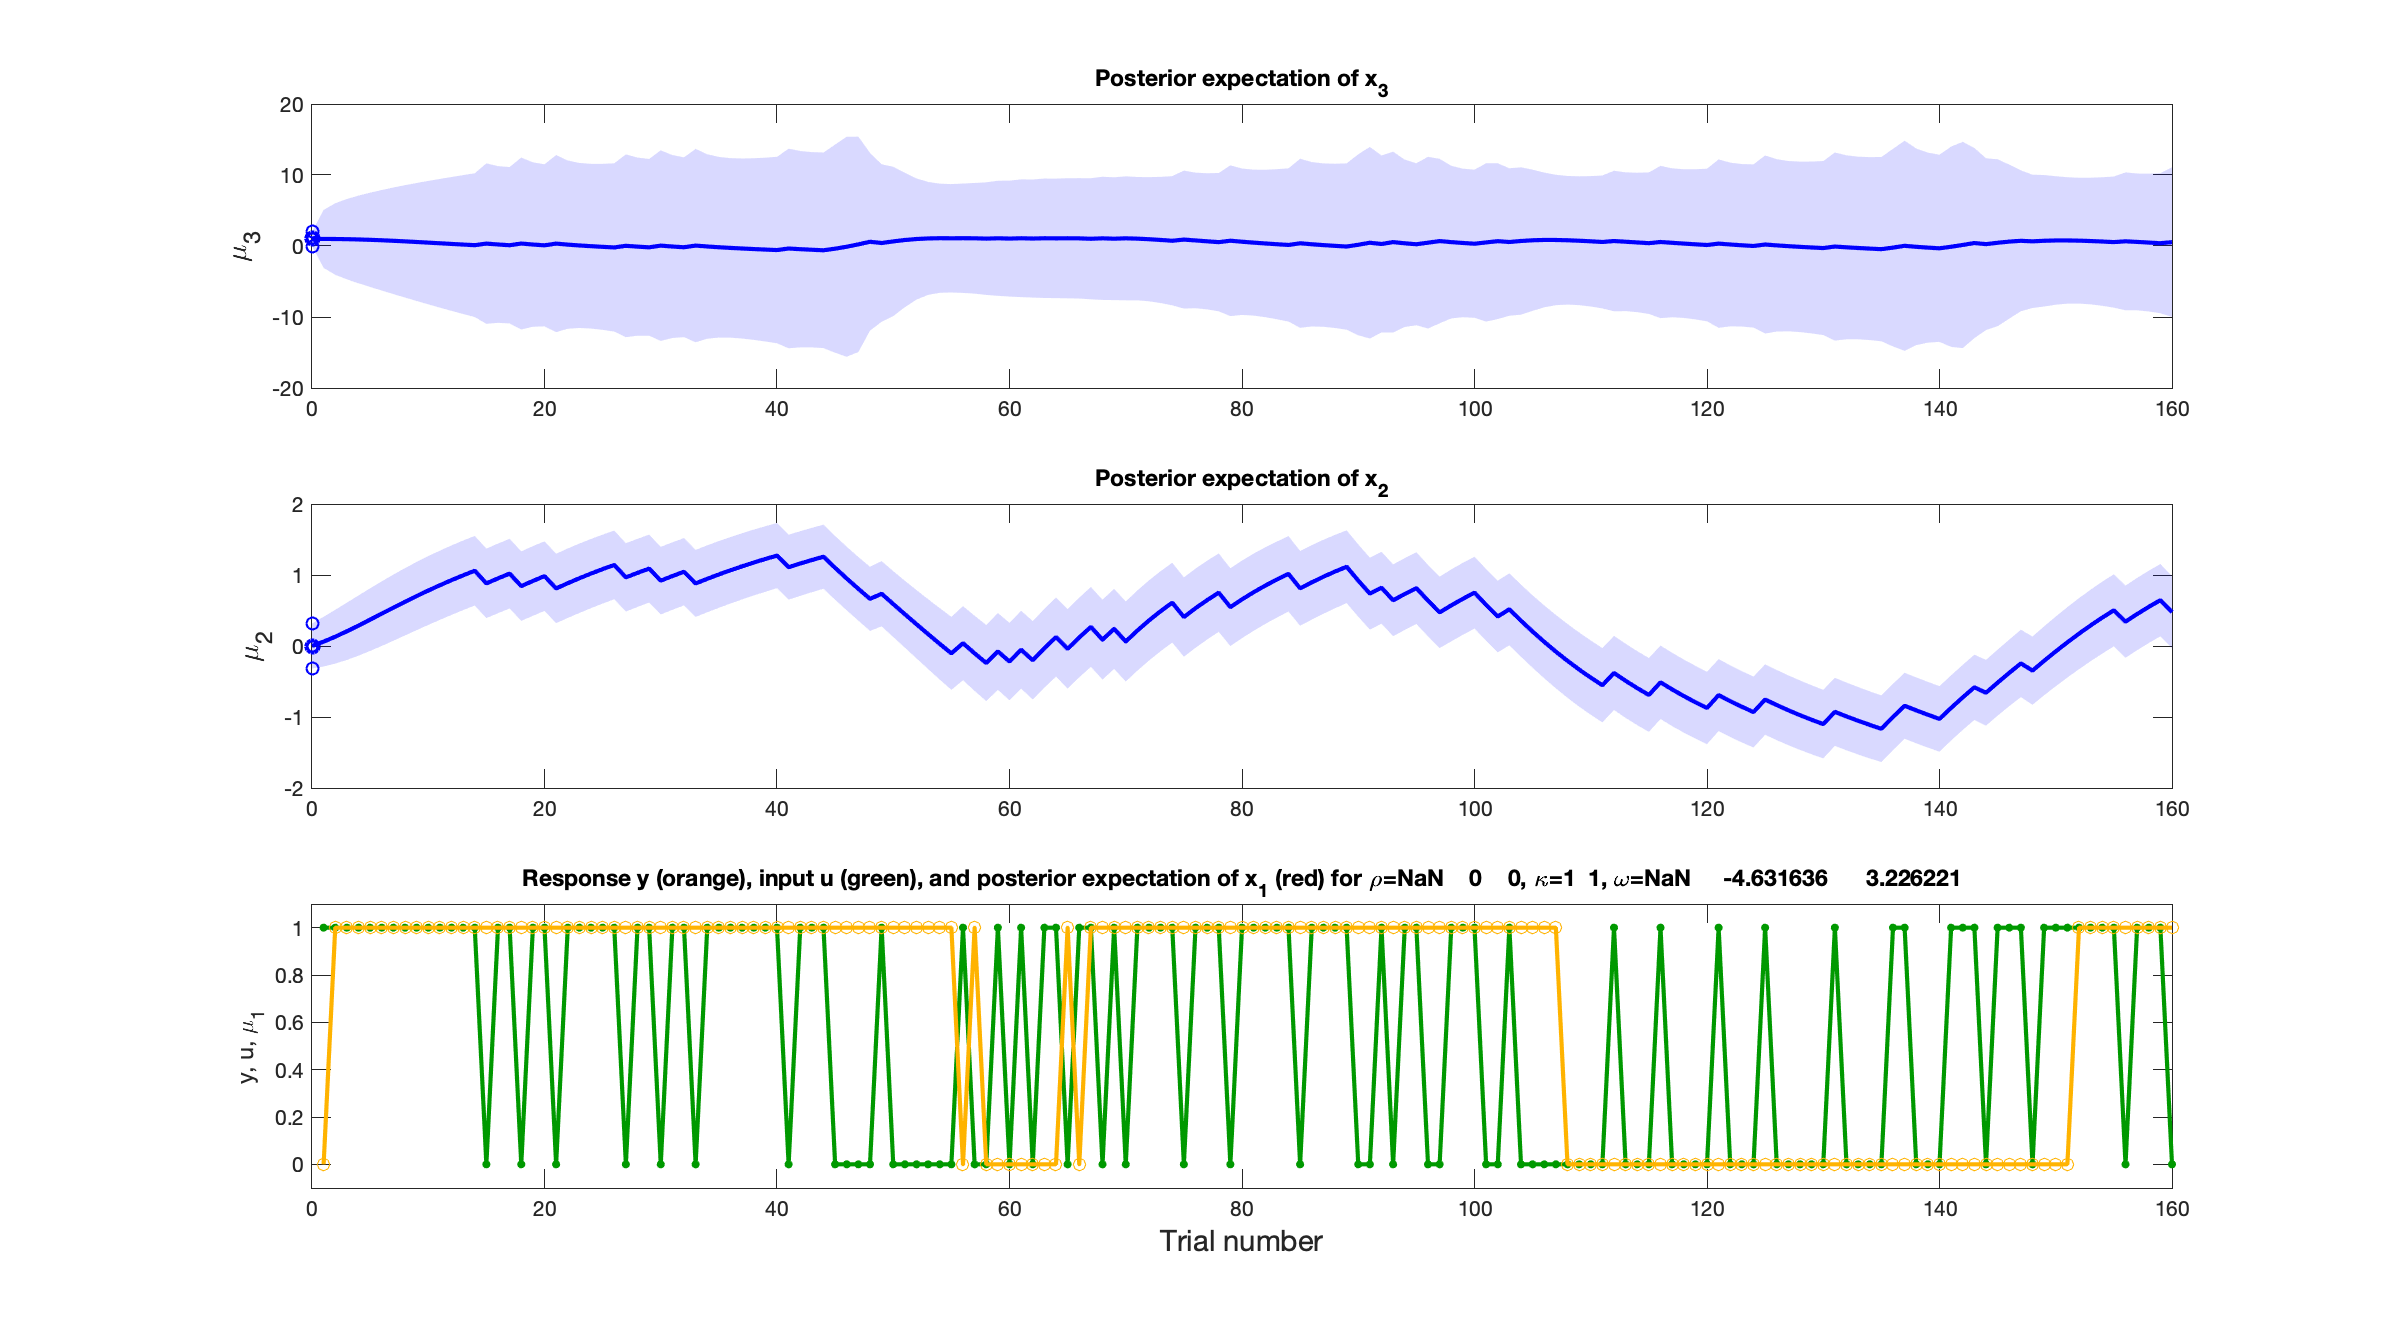 Posterior expectation of x3
20
10
0
-10
-20
μ3
0 20 40 60 80 100 120 140 160
Posterior expectation of x2
2
1
0
-1
-2
μ2
0 20 40 60 80 100 120 140 160
Response y (orange), input u (green), and posterior expectation of x1 (red) for ρ=NaN 0 0, κ=1 1, ω=NaN -4.631636 3.226221
1
0.8
0.6
0.4
0.2
0
y, u, μ1
0 20 40 60 80 100 120 140 160
Trial number